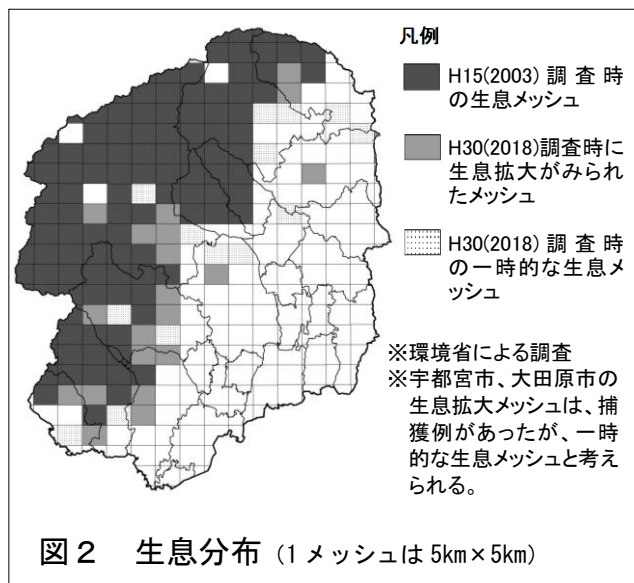 凡例
H15(2003)調査時
の生息メッシュ
H30(2018)調査時に
生息拡大がみら
れたメッシュ
H30(2018)調査時
の一時的な生息メ
ッシュ
※環境省による調査
※宇都宮市、大田原市の
生息拡大メッシュは、捕
獲例があったが、一時
的な生息メッシュと考え
られる。
図2 生息分布 (1メッシュは5km×5km)